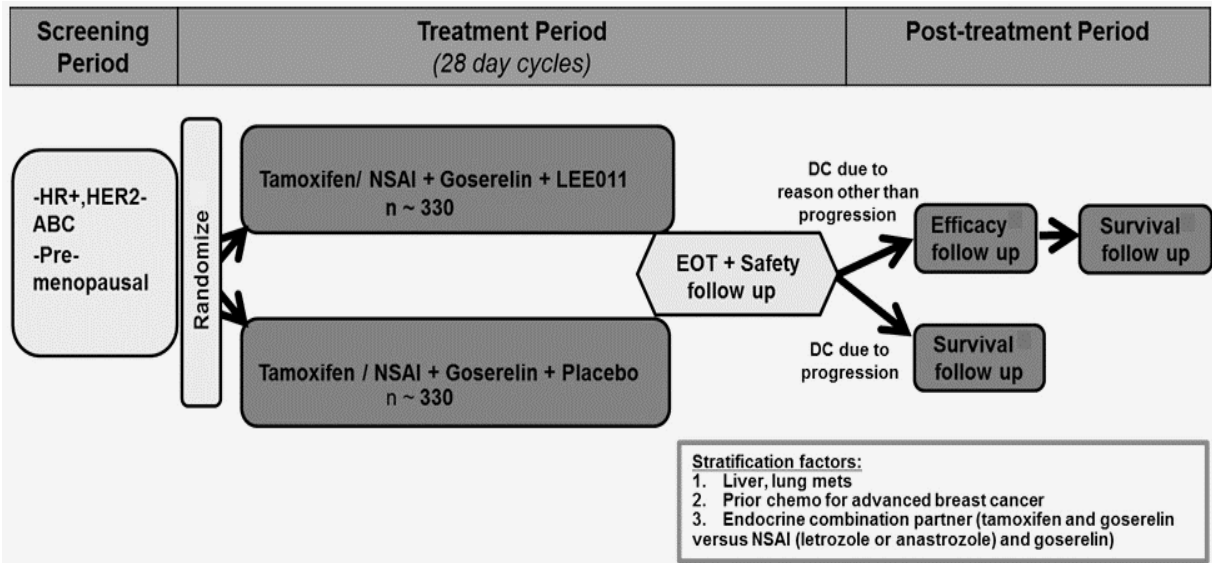 Screening
Period
Treatment Period
(28 day cycles)
Post-treatment Period
-HR+,HER2-
ABC
-Pre-
menopausal
Randomize
Tamoxifen/ NSAI + Goserelin + LEE011
n ~ 330
Tamoxifen / NSAI + Goserelin + Placebo
n ~ 330
EOT + Safety
follow up
DC due to
reason other than
progression
Efficacy
follow up
Survival
follow up
DC due to
progression
Survival
follow up
Stratification factors:
1. Liver, lung mets
2. Prior chemo for advanced breast cancer
3. Endocrine combination partner (tamoxifen and goserelin
versus NSAI (letrozole or anastrozole) and goserelin)